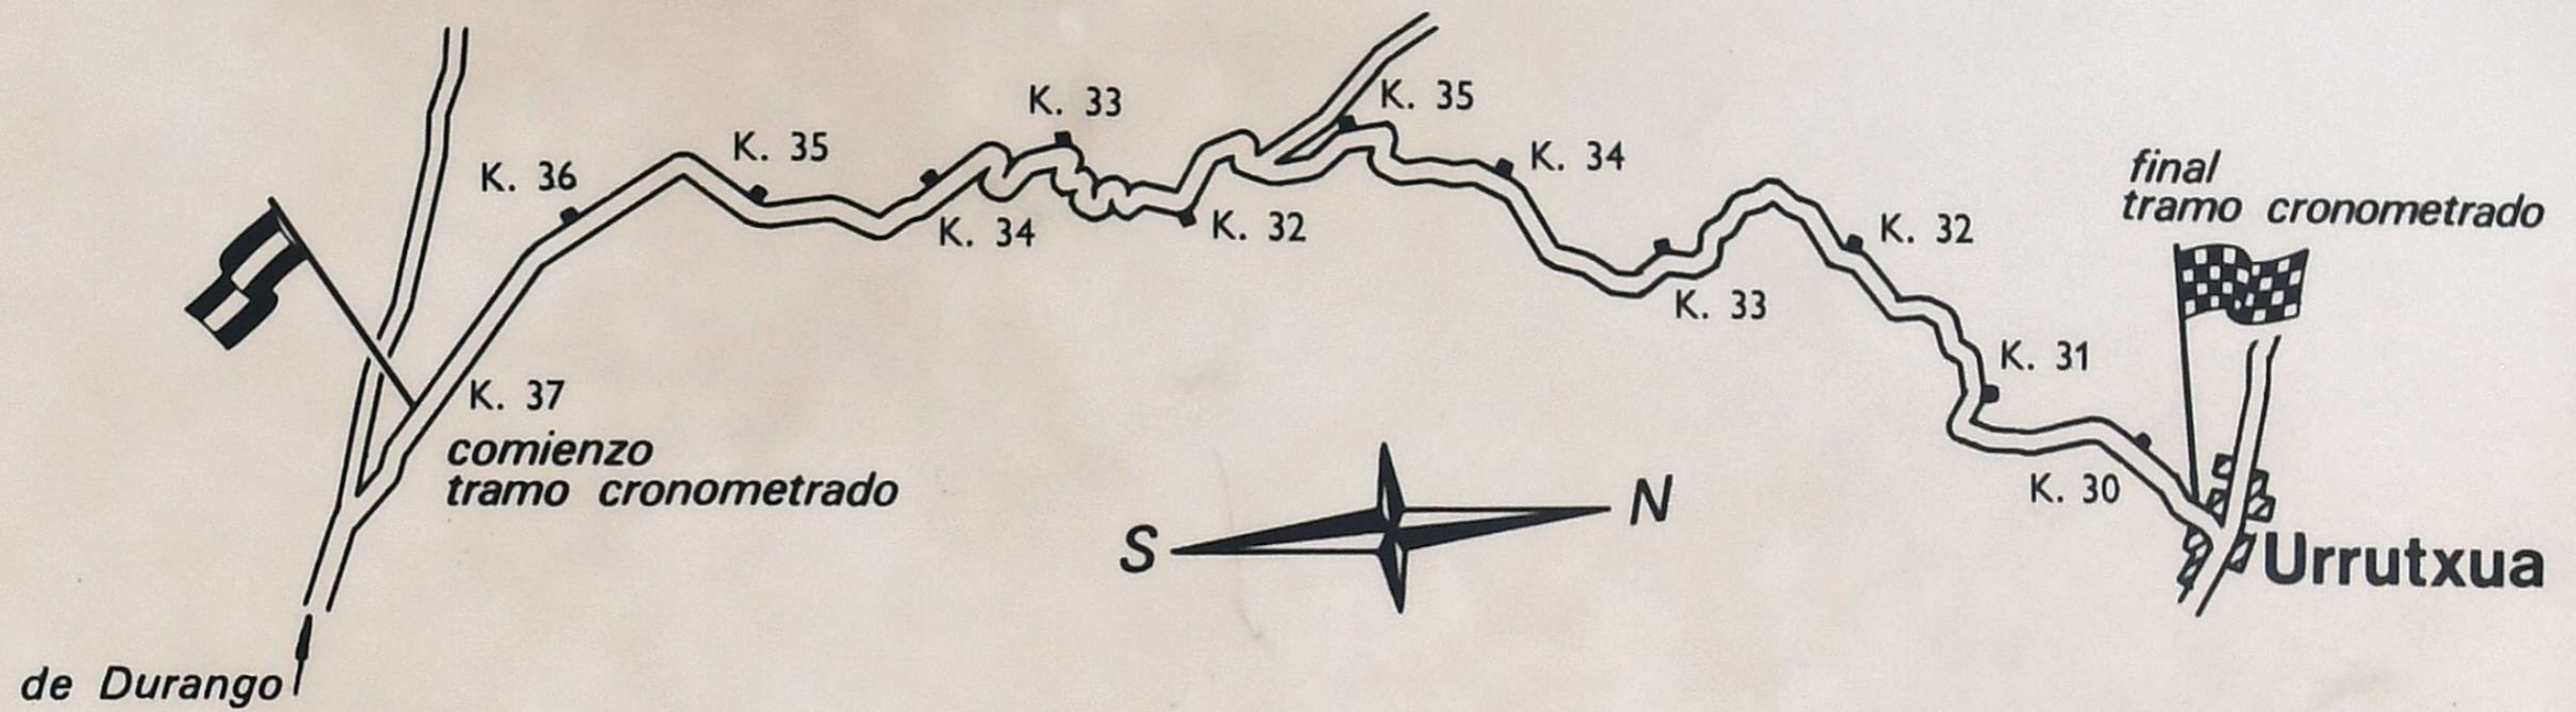 K. 33
K. 35
K. 35
K. 34
K. 36
final
tramo cronometrado
K. 34
K. 32
K. 32
K. 33
K. 31
K. 37
comienzo
tramo cronometrado
K. 30
N
S
Urrutxua
de Durango